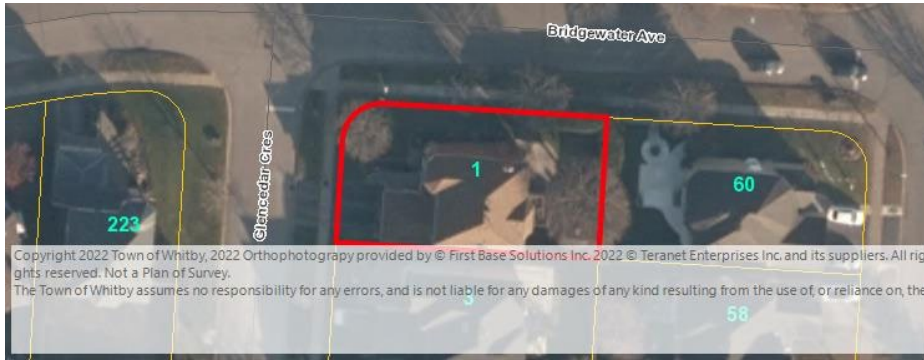 Bridgewater Ave
Glencedar Cres
1
60
223
Copyright 2022 Town of Whitby, 2022 Orthophotograpy provided by © First Base Solutions Inc. 2022 © Teranet Enterprises Inc. and its suppliers. All rig
ghts reserved. Not a Plan of Survey.
The Town of Whitby assumes no responsibility for any errors, and is not liable for any damages of any kind resulting from the use of, or reliance on, the
3
58